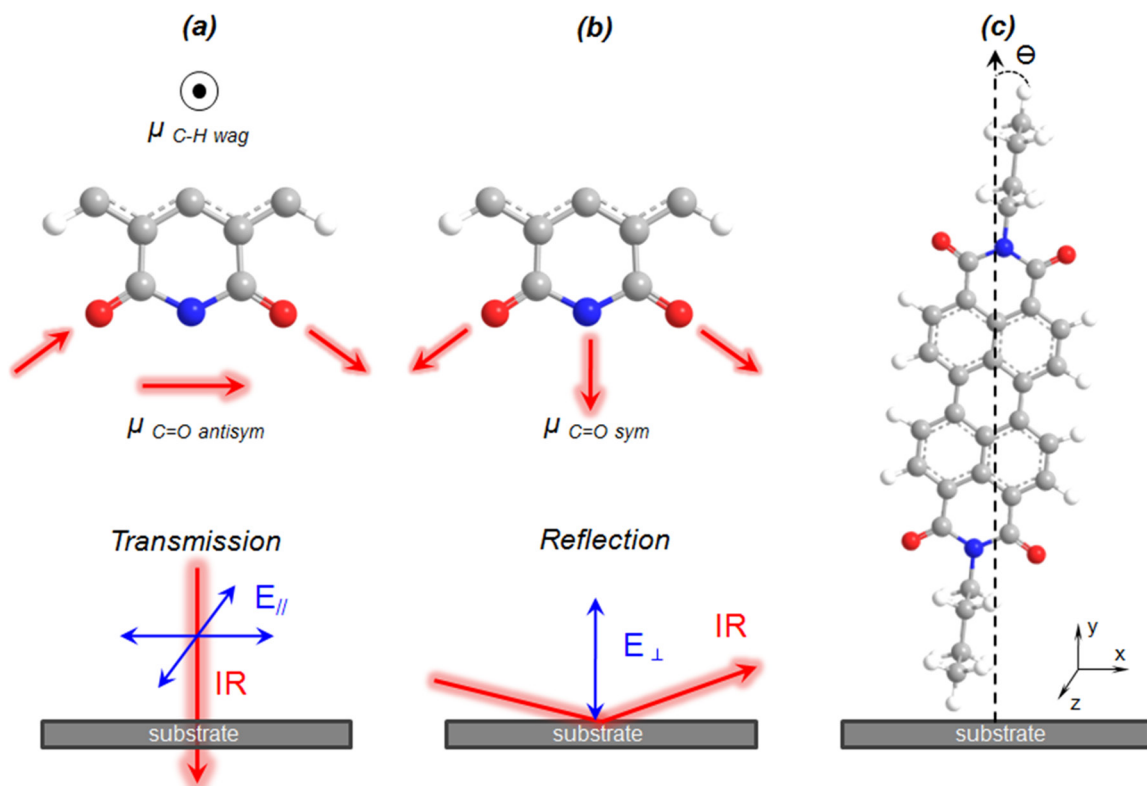 (a)
(b)
(c)
μ C-H wag
Θ
μ C=O antisym
μ C=O sym
Transmission
Reflection
E//
IR
E⊥
IR
y
x
z
substrate
substrate
substrate